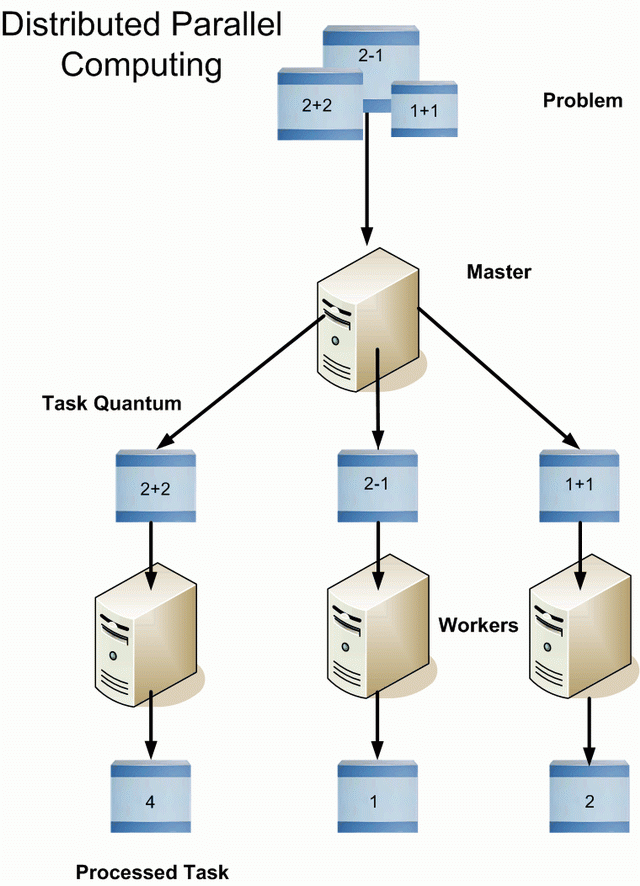 Distributed Parallel
Computing
2-1
2+2
1+1
Problem
Master
Task Quantum
2+2
2-1
1+1
Workers
4
1
2
Processed Task